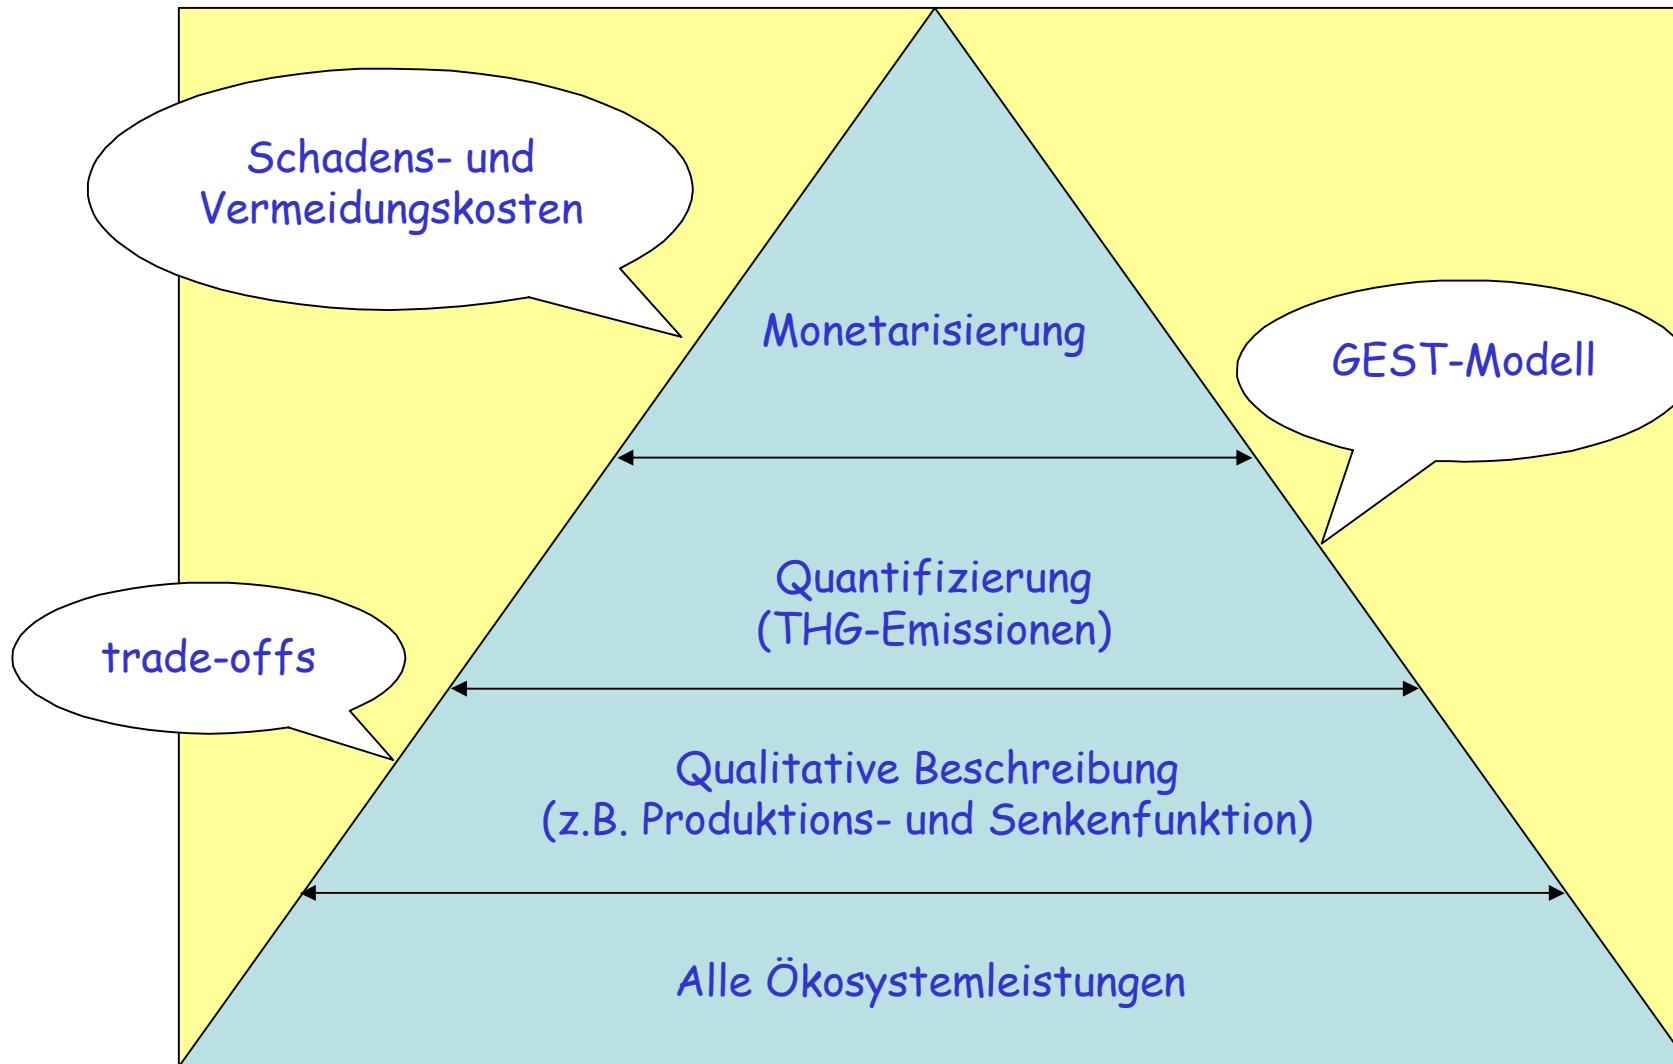 Schadens- und
Vermeidungskosten
Monetarisierung
GEST-Modell
Quantifizierung
(THG-Emissionen)
trade-offs
Qualitative Beschreibung
(z.B. Produktions- und Senkenfunktion)
Alle Ökosystemleistungen